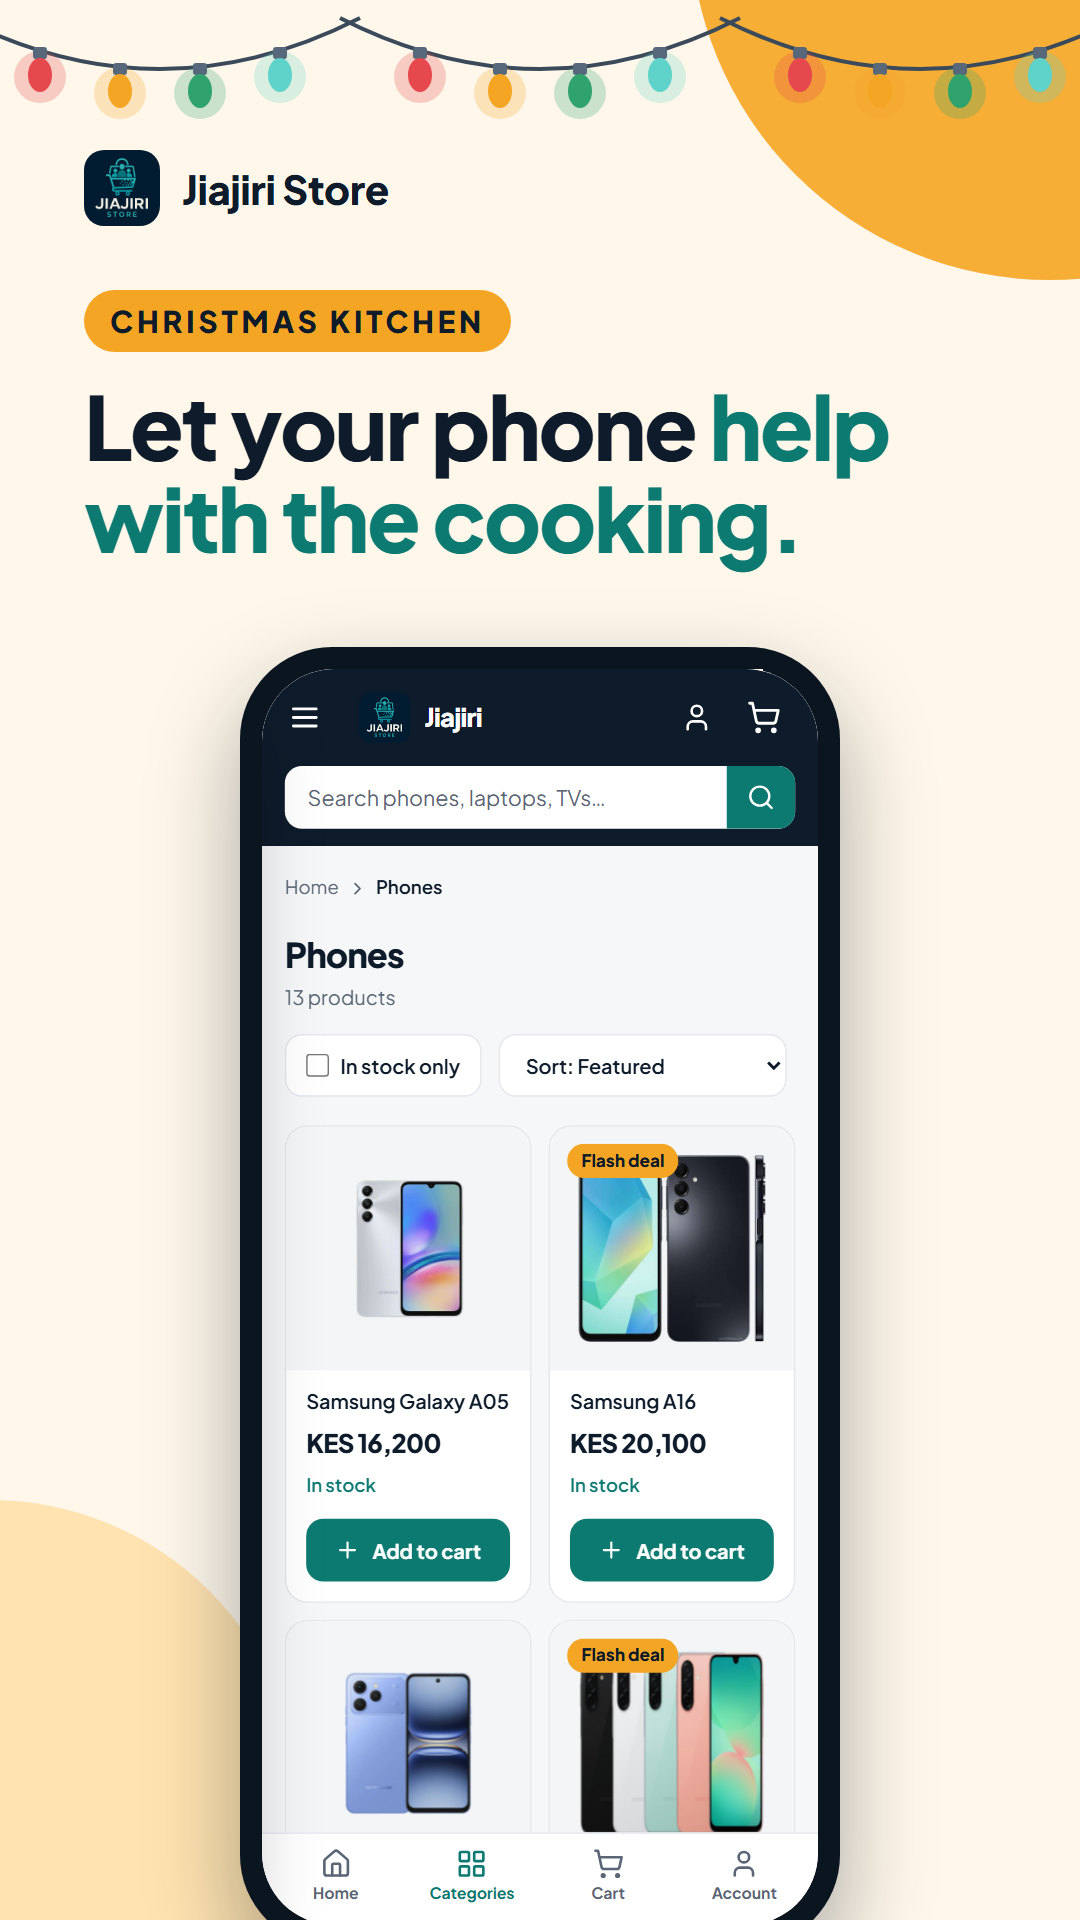 JIAJIRI
STORE
Jiajiri Store
CHRISTMAS KITCHEN
Let your phone help
with the cooking.
JIAJIRI
STORE
Jiajiri
Search phones, laptops, TVs...
Home > Phones
Phones
13 products
In stock only
Sort: Featured
Flash deal
Samsung Galaxy A05
KES 16,200
In stock
+ Add to cart
Samsung A16
KES 20,100
In stock
+ Add to cart
Flash deal
Home
Categories
Cart
Account